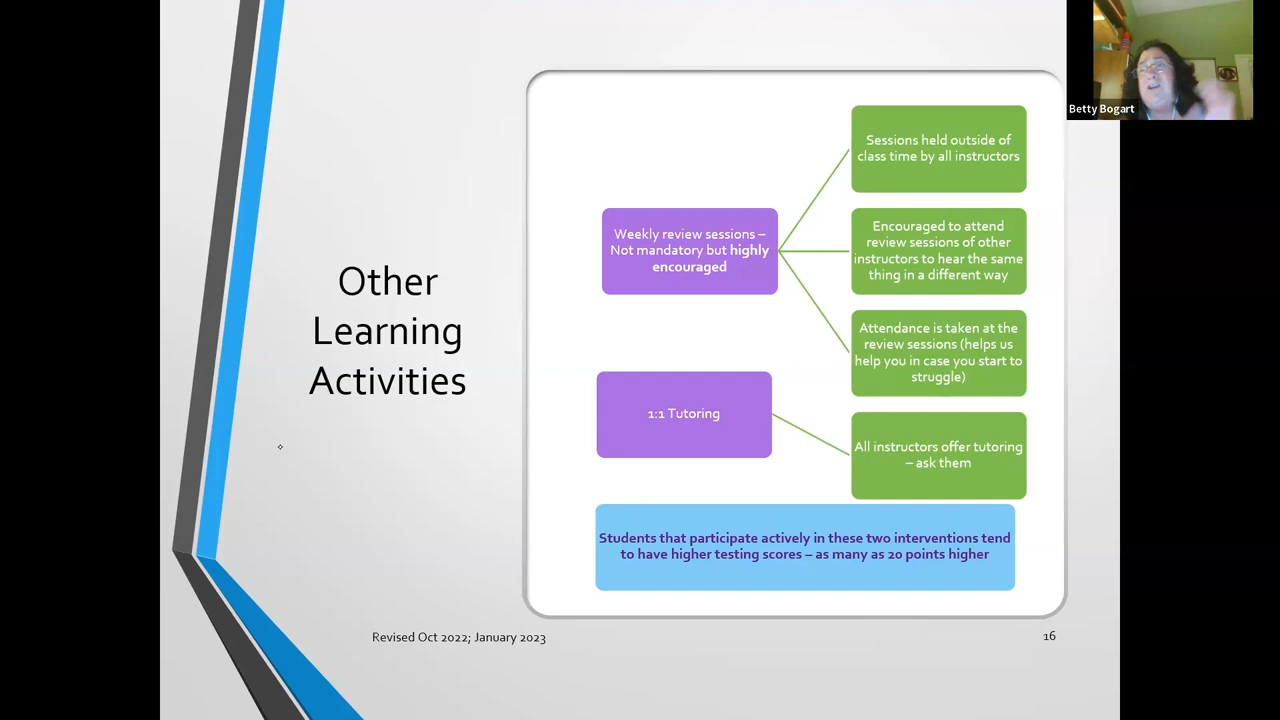 Betty Bogart
Other
Learning
Activities
Weekly review sessions –
Not mandatory but highly
encouraged
Sessions held outside of
class time by all instructors
Encouraged to attend
review sessions of other
instructors to hear the same
thing in a different way
Attendance is taken at the
review sessions (helps us
help you in case you start to
struggle)
1:1 Tutoring
All instructors offer tutoring
– ask them
Students that participate actively in these two interventions tend
to have higher testing scores – as many as 20 points higher
Revised Oct 2022; January 2023
16